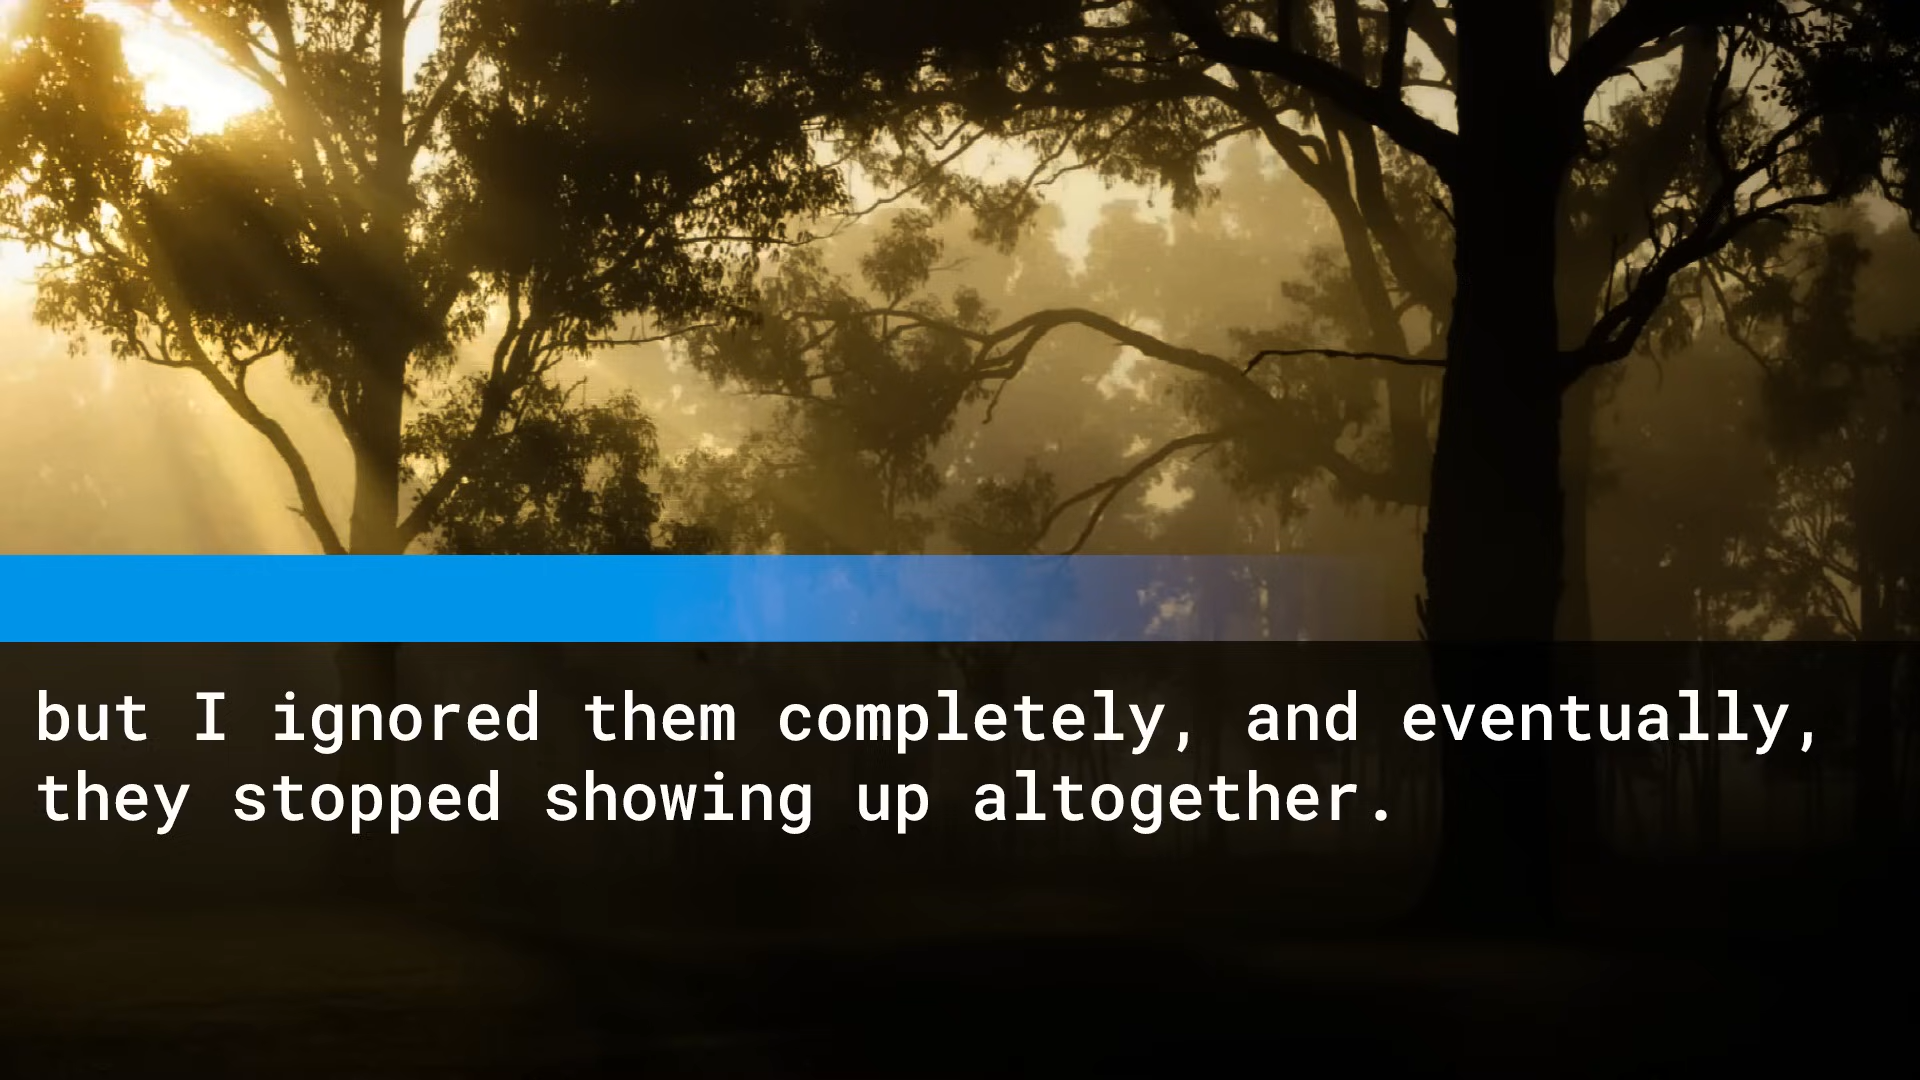 but I ignored them completely, and eventually,
they stopped showing up altogether.